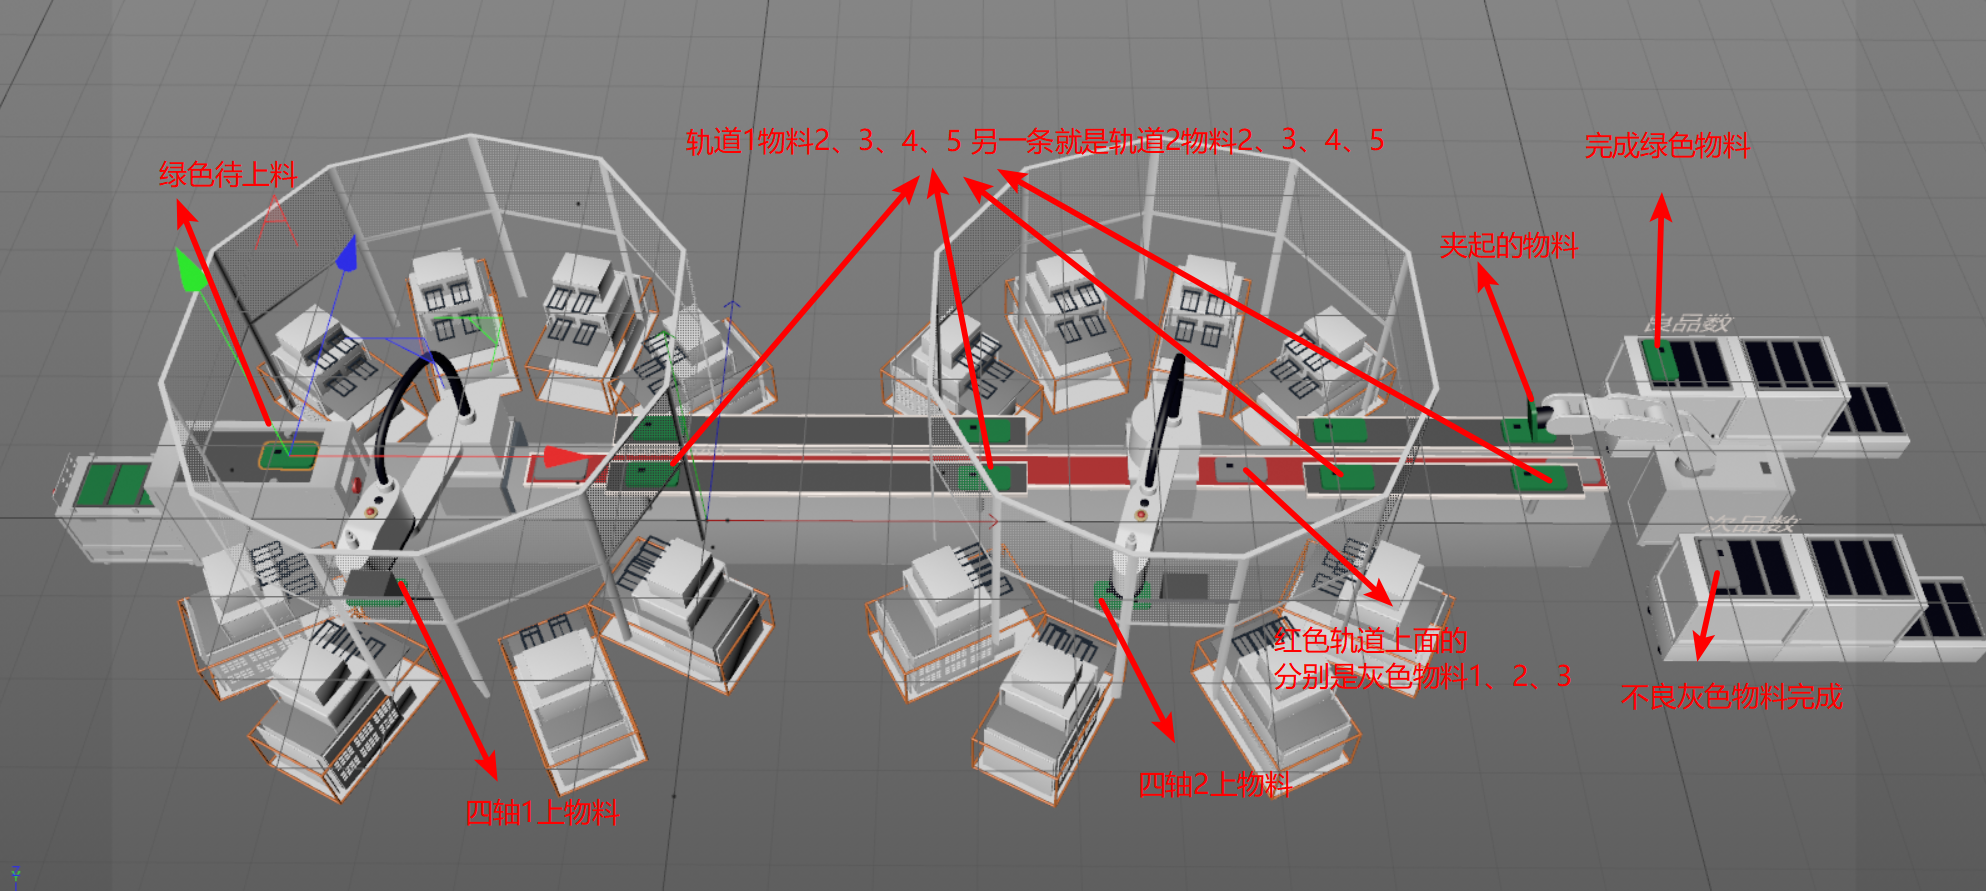 轨道1物料2、3、4、5 另一条就是轨道2物料2、3、4、5
完成绿色物料
绿色待上料
夹起的物料
良品数
次品数
红色轨道上面的
分别是灰色物料1、2、3
不良灰色物料完成
四轴2上物料
四轴1上物料
Y